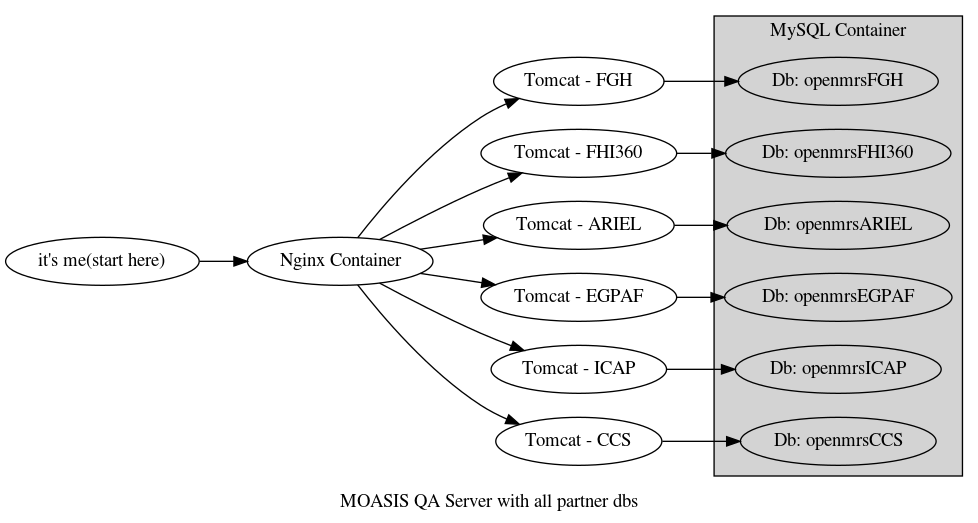 MySQL Container
Tomcat - FGH
Db: openmrsFGH
Tomcat - FHI360
Db: openmrsFHI360
Tomcat - ARIEL
Db: openmrsARIEL
it's me(start here)
Nginx Container
Tomcat - EGPAF
Db: openmrsEGPAF
Tomcat - ICAP
Db: openmrsICAP
Tomcat - CCS
Db: openmrsCCS
MOASIS QA Server with all partner dbs